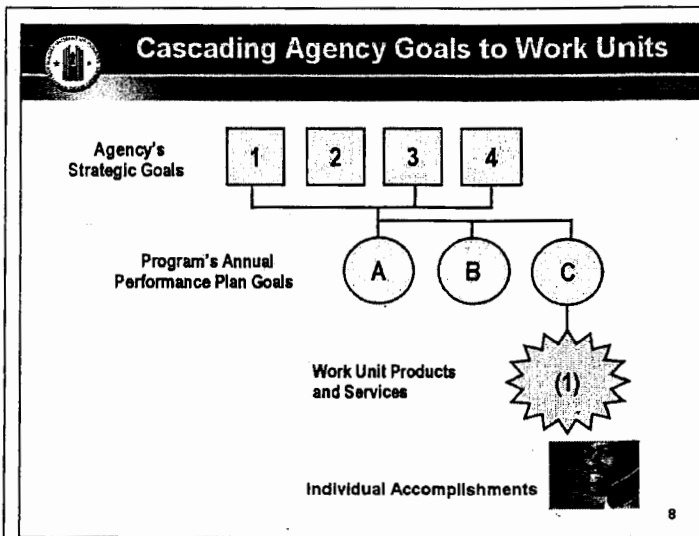 Cascading Agency Goals to Work Units
Agency's
Strategic Goals
1 2 3 4
Program's Annual
Performance Plan Goals
A B C
Work Unit Products
and Services
(1)
Individual Accomplishments
8